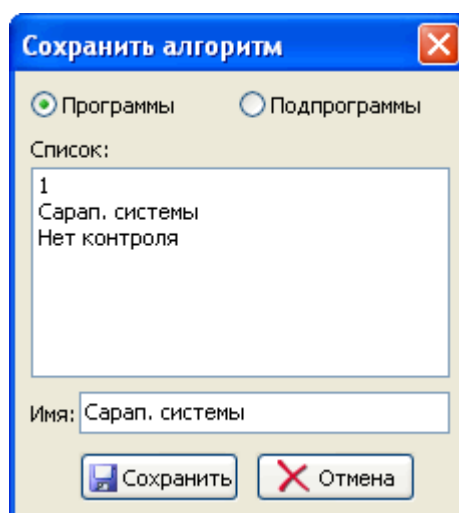 Сохранить алгоритм
Программы Подпрограммы
Список:
1
Сарап. системы
Нет контроля
Имя: Сарап. системы
Сохранить Отмена